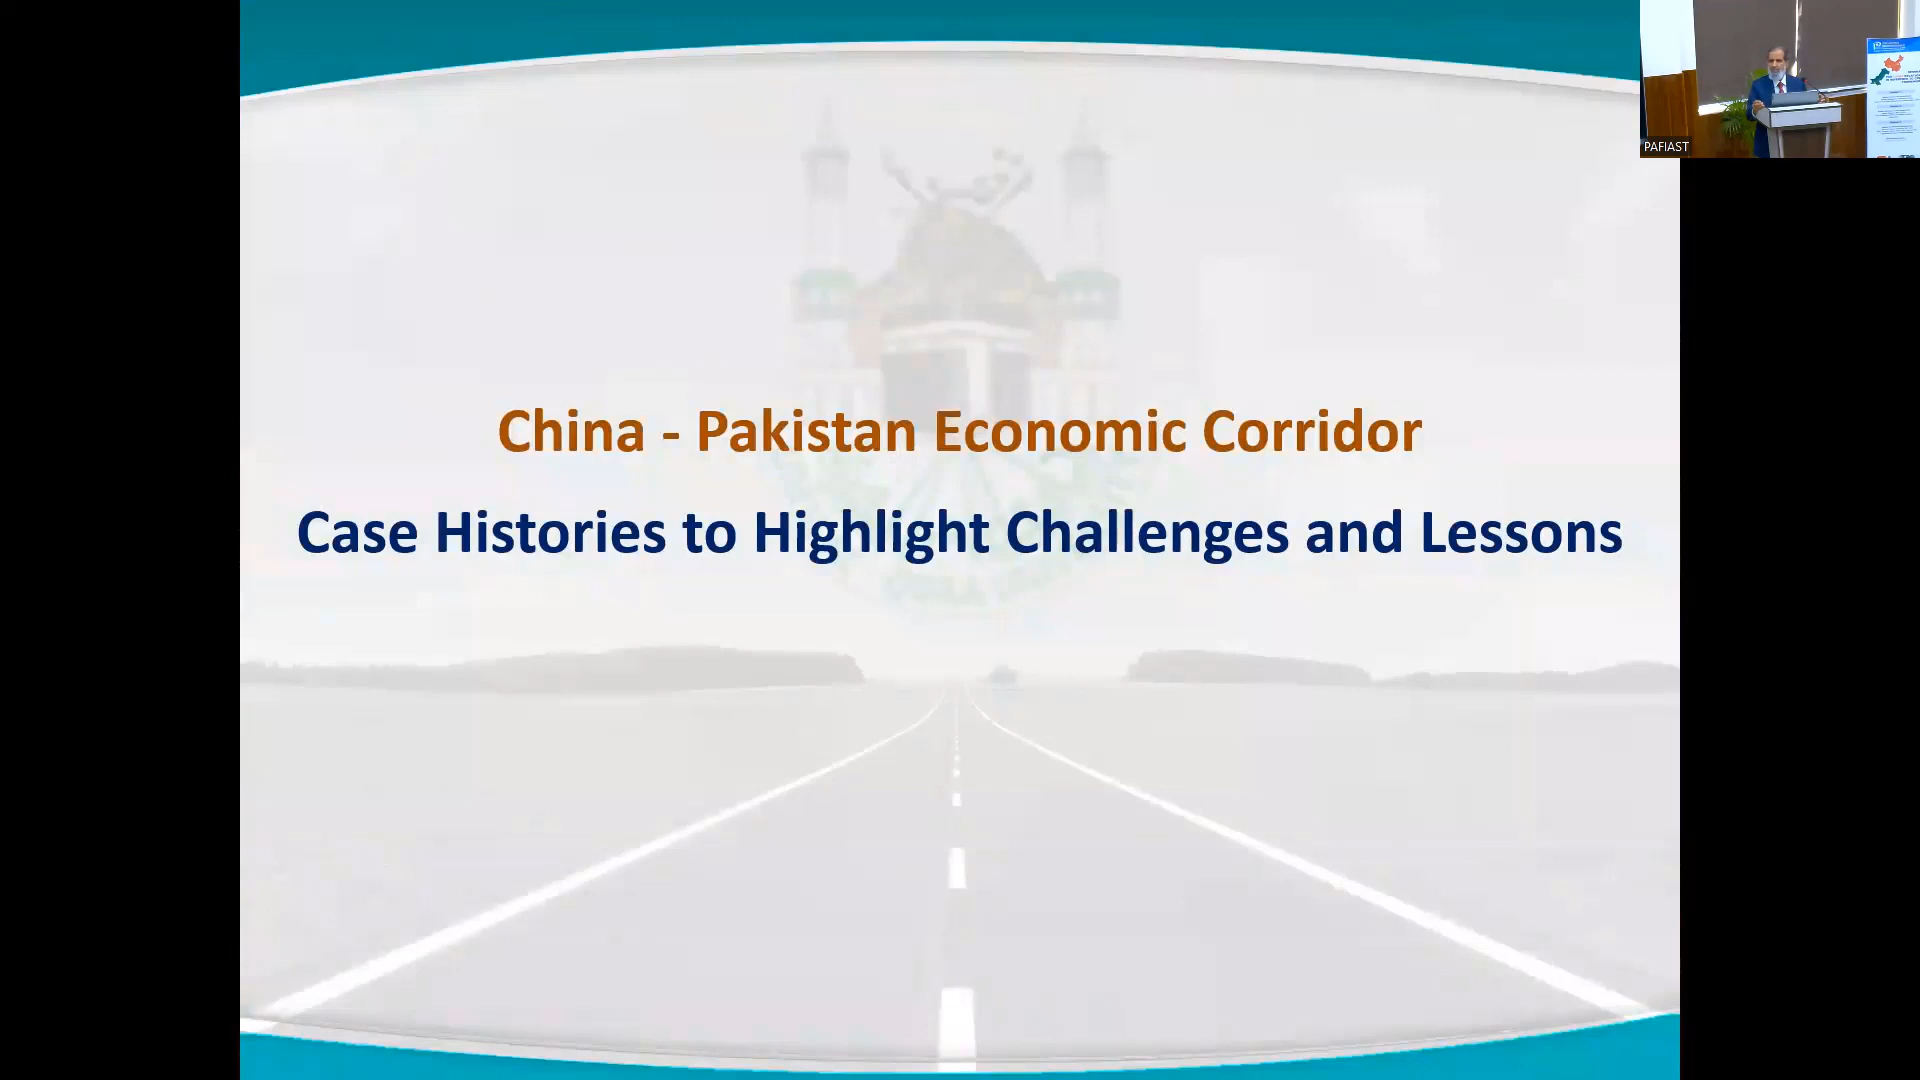 China - Pakistan Economic Corridor
Case Histories to Highlight Challenges and Lessons
PAFIAST